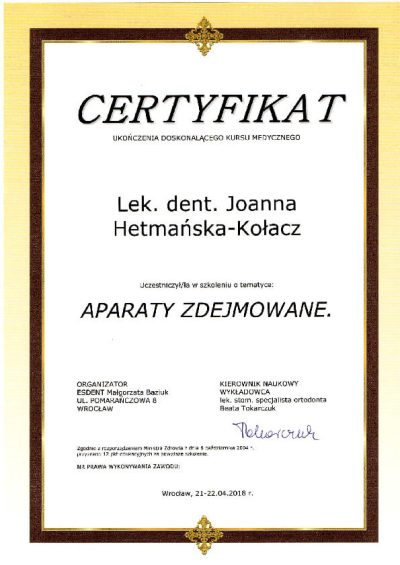 CERTYFIKAT
UKOŃCZENIA DOSKONALĄCEGO KURSU MEDYCZNEGO
Lek. dent. Joanna
Hetmańska-Kołacz
Uczestniczył/ła w szkoleniu o tematyce:
APARATY ZDEJMOWANE.
ORGANIZATOR
ESDENT Małgorzata Baziuk
UL. POMARAŃCZOWA 8
WROCŁAW
KIEROWNIK NAUKOWY
WYKŁADOWCA
lek. stom. specjalista ortodonta
Beata Tokarczuk
Tokarczuk
Zgodnie z rozporządzeniem Ministra Zdrowia z dnia 6 października 2004 r.
przyznano 12 pkt edukacyjnych za powyższe szkolenie.
NR PRAWA WYKONYWANIA ZAWODU:
Wrocław, 21-22.04.2018 r.